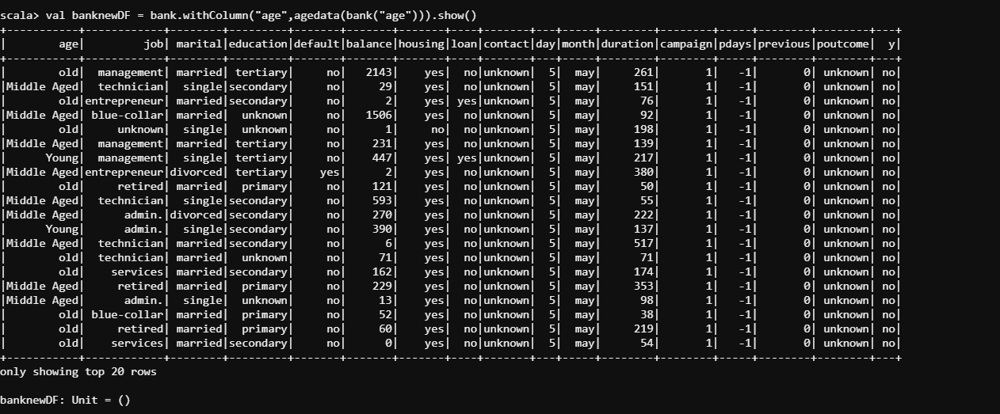 scala> val banknewDF = bank.withColumn("age",agedata(bank("age"))).show()
+-----------+------------+--------+---------+-------+-------+-------+----+-------+---+-----+--------+--------+-----+--------+--------+---+
|        age|         job| marital|education|default|balance|housing|loan|contact|day|month|duration|campaign|pdays|previous|poutcome|  y|
+-----------+------------+--------+---------+-------+-------+-------+----+-------+---+-----+--------+--------+-----+--------+--------+---+
|        old|  management| married| tertiary|     no|   2143|    yes|  no|unknown|  5|  may|     261|       1|   -1|       0| unknown| no|
|Middle Aged|  technician|  single|secondary|     no|     29|    yes|  no|unknown|  5|  may|     151|       1|   -1|       0| unknown| no|
|        old|entrepreneur| married|secondary|     no|      2|    yes| yes|unknown|  5|  may|      76|       1|   -1|       0| unknown| no|
|Middle Aged| blue-collar| married|  unknown|     no|   1506|    yes|  no|unknown|  5|  may|      92|       1|   -1|       0| unknown| no|
|        old|     unknown|  single|  unknown|     no|      1|     no|  no|unknown|  5|  may|     198|       1|   -1|       0| unknown| no|
|Middle Aged|  management| married| tertiary|     no|    231|    yes|  no|unknown|  5|  may|     139|       1|   -1|       0| unknown| no|
|      Young|  management|  single| tertiary|     no|    447|    yes| yes|unknown|  5|  may|     217|       1|   -1|       0| unknown| no|
|Middle Aged|entrepreneur|divorced| tertiary|    yes|      2|    yes|  no|unknown|  5|  may|     380|       1|   -1|       0| unknown| no|
|        old|     retired| married|  primary|     no|    121|    yes|  no|unknown|  5|  may|      50|       1|   -1|       0| unknown| no|
|Middle Aged|  technician|  single|secondary|     no|    593|    yes|  no|unknown|  5|  may|      55|       1|   -1|       0| unknown| no|
|Middle Aged|      admin.|divorced|secondary|     no|    270|    yes|  no|unknown|  5|  may|     222|       1|   -1|       0| unknown| no|
|      Young|      admin.|  single|secondary|     no|    390|    yes|  no|unknown|  5|  may|     137|       1|   -1|       0| unknown| no|
|Middle Aged|  technician| married|secondary|     no|      6|    yes|  no|unknown|  5|  may|     517|       1|   -1|       0| unknown| no|
|        old|  technician| married|  unknown|     no|     71|    yes|  no|unknown|  5|  may|      71|       1|   -1|       0| unknown| no|
|        old|    services| married|secondary|     no|    162|    yes|  no|unknown|  5|  may|     174|       1|   -1|       0| unknown| no|
|Middle Aged|     retired| married|  primary|     no|    229|    yes|  no|unknown|  5|  may|     353|       1|   -1|       0| unknown| no|
|Middle Aged|      admin.|  single|  unknown|     no|     13|    yes|  no|unknown|  5|  may|      98|       1|   -1|       0| unknown| no|
|        old| blue-collar| married|  primary|     no|     52|    yes|  no|unknown|  5|  may|      38|       1|   -1|       0| unknown| no|
|        old|     retired| married|  primary|     no|     60|    yes|  no|unknown|  5|  may|     219|       1|   -1|       0| unknown| no|
|        old|    services| married|secondary|     no|      0|    yes|  no|unknown|  5|  may|      54|       1|   -1|       0| unknown| no|
+-----------+------------+--------+---------+-------+-------+-------+----+-------+---+-----+--------+--------+-----+--------+--------+---+
only showing top 20 rows
banknewDF: Unit = ()